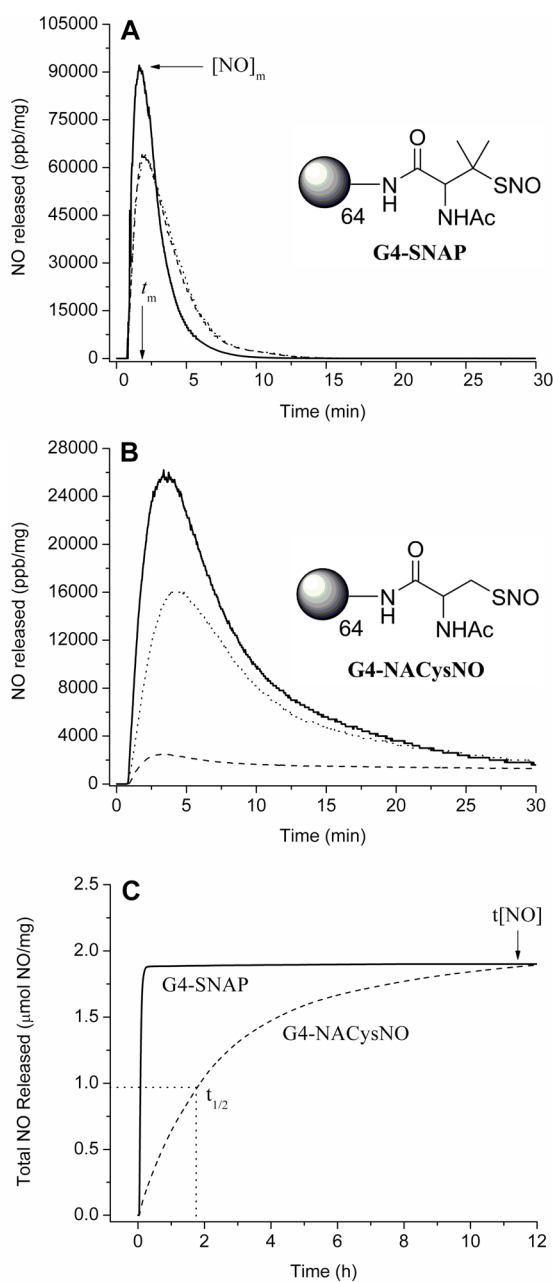 A
105000
90000
75000
60000
45000
30000
15000
0
NO released (ppb/mg)
[NO]m
tm
O
N
H
64
SNO
NHAc
G4-SNAP
0 5 10 15 20 25 30
Time (min)
B
28000
24000
20000
16000
12000
8000
4000
0
NO released (ppb/mg)
O
N
H
64
SNO
NHAc
G4-NACysNO
0 5 10 15 20 25 30
Time (min)
C
2.5
2.0
1.5
1.0
0.5
0.0
Total NO Released (μmol NO/mg)
t[NO]
G4-SNAP
G4-NACysNO
t1/2
0 2 4 6 8 10 12
Time (h)